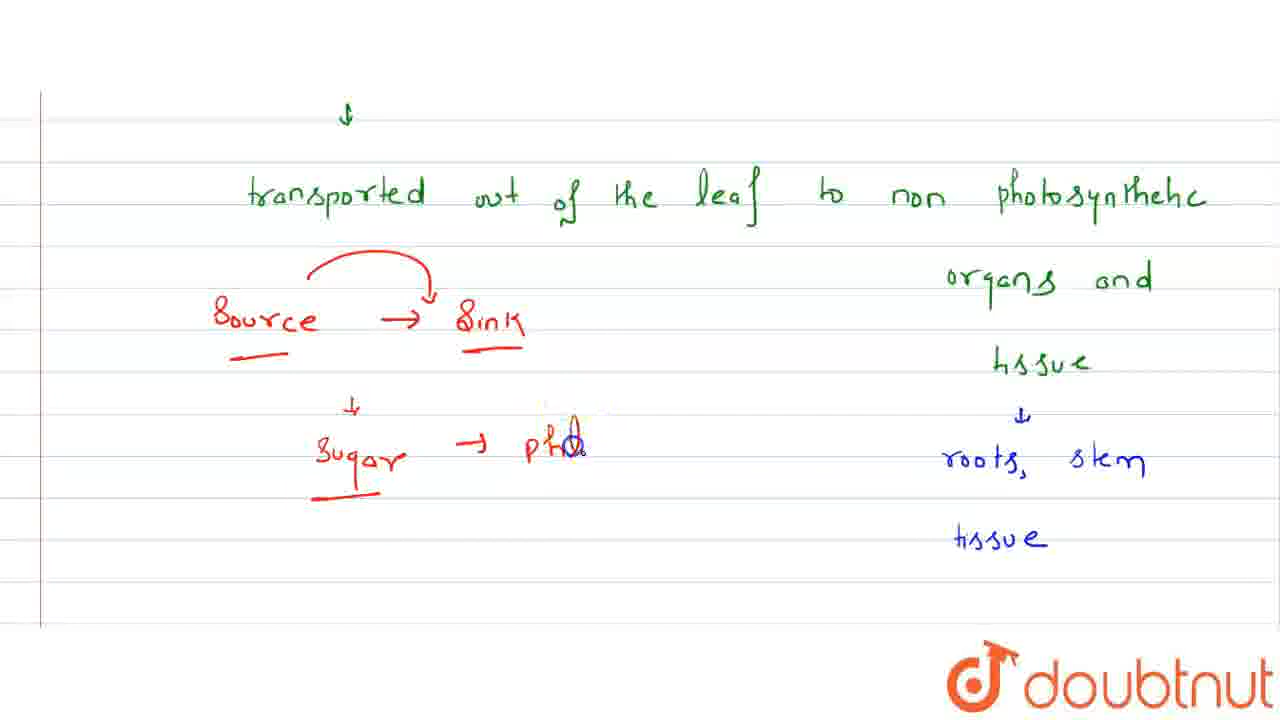 ↓
transported out of the leaf to non photosynthetic
organs and
tissue
Source → Sink
↓
Sugar →
↓
roots, stem
tissue
doubtnut